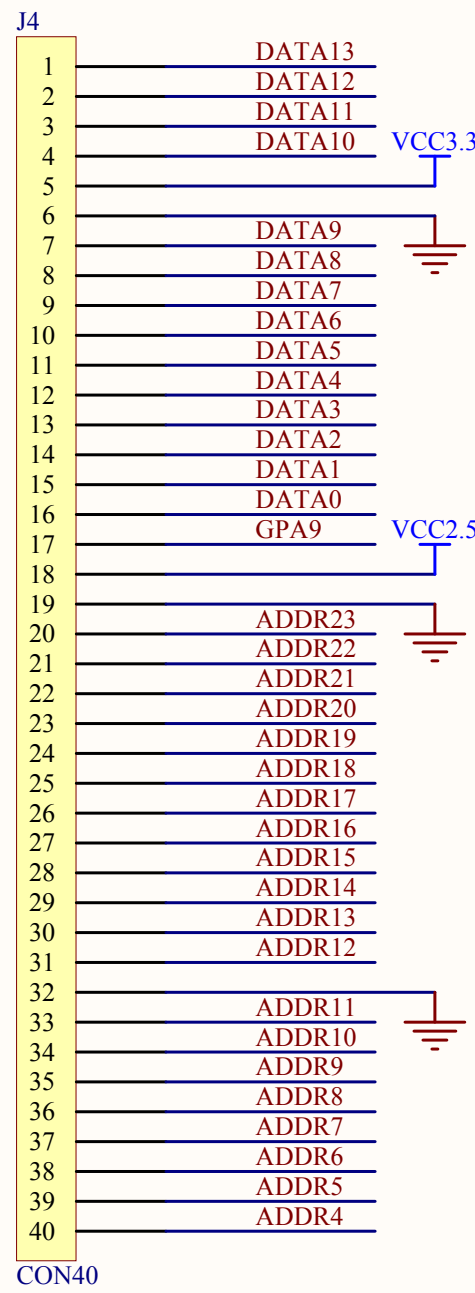 J4
1 DATA13
2 DATA12
3 DATA11
4 DATA10 VCC3.3
5
6
7 DATA9
8 DATA8
9 DATA7
10 DATA6
11 DATA5
12 DATA4
13 DATA3
14 DATA2
15 DATA1
16 DATA0
17 GPA9 VCC2.5
18
19
20 ADDR23
21 ADDR22
22 ADDR21
23 ADDR20
24 ADDR19
25 ADDR18
26 ADDR17
27 ADDR16
28 ADDR15
29 ADDR14
30 ADDR13
31 ADDR12
32
33 ADDR11
34 ADDR10
35 ADDR9
36 ADDR8
37 ADDR7
38 ADDR6
39 ADDR5
40 ADDR4
CON40